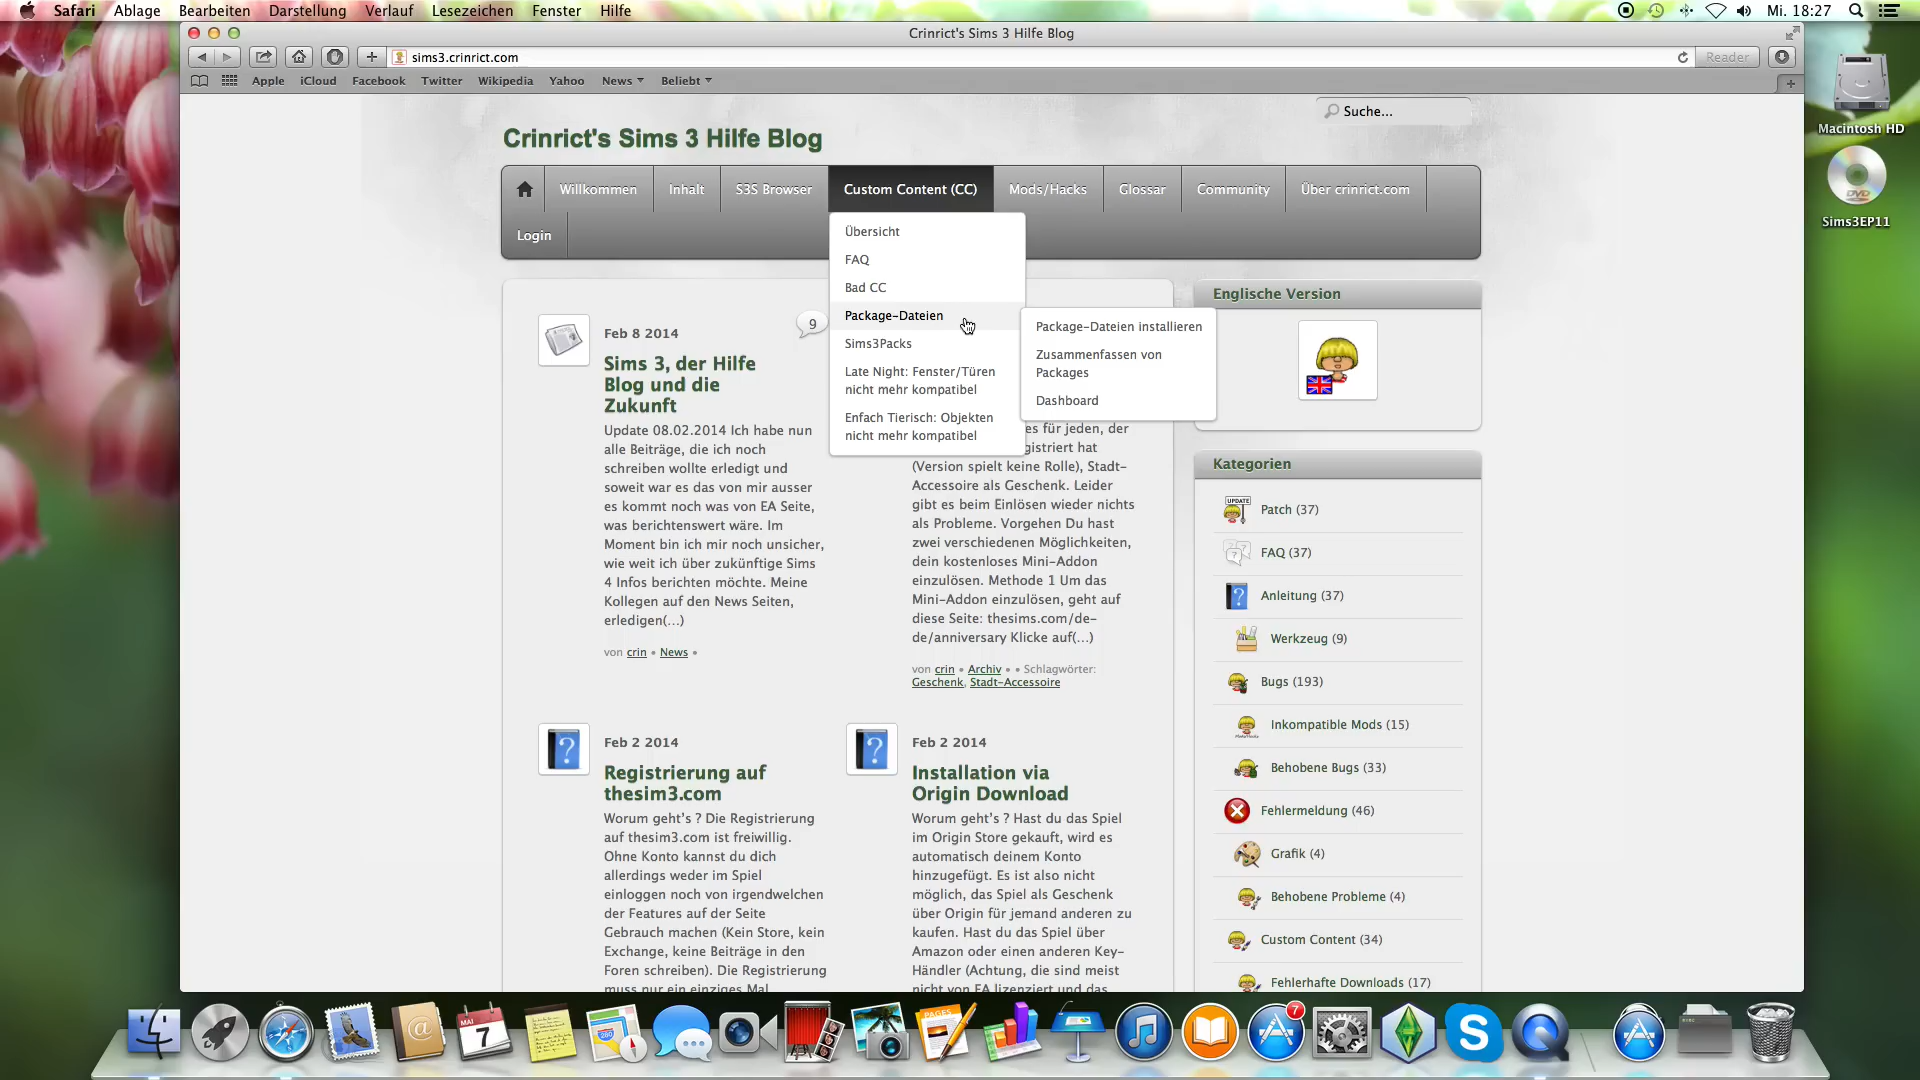 Safari Ablage Bearbeiten Darstellung Verlauf Lesezeichen Fenster Hilfe
Mi. 18:27
Crinrict's Sims 3 Hilfe Blog
sims3.crinrict.com
Reader
Apple iCloud Facebook Twitter Wikipedia Yahoo News Beliebt
Macintosh HD
DVD
Sims3EP11
Suche...
Crinrict's Sims 3 Hilfe Blog
Willkommen Inhalt S3S Browser Custom Content (CC) Mods/Hacks Glossar Community Über crinrict.com
Login
Übersicht
FAQ
Bad CC
Package-Dateien
Sims3Packs
Late Night: Fenster/Türen
nicht mehr kompatibel
Enfach Tierisch: Objekten
nicht mehr kompatibel
Package-Dateien installieren
Zusammenfassen von
Packages
Dashboard
Feb 8 2014
9
Sims 3, der Hilfe
Blog und die
Zukunft
Update 08.02.2014 Ich habe nun
alle Beiträge, die ich noch
schreiben wollte erledigt und
soweit war es das von mir ausser
es kommt noch was von EA Seite,
was berichtenswert wäre. Im
Moment bin ich mir noch unsicher,
wie weit ich über zukünftige Sims
4 Infos berichten möchte. Meine
Kollegen auf den News Seiten,
erledigen(...)
von crin • News •
es für jeden, der
gistriert hat
(Version spielt keine Rolle), Stadt-
Accessoire als Geschenk. Leider
gibt es beim Einlösen wieder nichts
als Probleme. Vorgehen Du hast
zwei verschiedenen Möglichkeiten,
dein kostenloses Mini-Addon
einzulösen. Methode 1 Um das
Mini-Addon einzulösen, geht auf
diese Seite: thesims.com/de-
de/anniversary Klicke auf(...)
von crin • Archiv • • Schlagwörter:
Geschenk, Stadt-Accessoire
Feb 2 2014
Registrierung auf
thesim3.com
Worum geht's ? Die Registrierung
auf thesim3.com ist freiwillig.
Ohne Konto kannst du dich
allerdings weder im Spiel
einloggen noch von irgendwelchen
der Features auf der Seite
Gebrauch machen (Kein Store, kein
Exchange, keine Beiträge in den
Foren schreiben). Die Registrierung
muss nur ein einziges Mal
Feb 2 2014
Installation via
Origin Download
Worum geht's ? Hast du das Spiel
im Origin Store gekauft, wird es
automatisch deinem Konto
hinzugefügt. Es ist also nicht
möglich, das Spiel als Geschenk
über Origin für jemand anderen zu
kaufen. Hast du das Spiel über
Amazon oder einen anderen Key-
Händler (Achtung, die sind meist
nicht von EA lizenziert und das
Englische Version
Kategorien
UPDATE
Patch (37)
FAQ (37)
Anleitung (37)
Werkzeug (9)
Bugs (193)
Inkompatible Mods (15)
Behobene Bugs (33)
Fehlermeldung (46)
Grafik (4)
Behobene Probleme (4)
Custom Content (34)
Fehlerhafte Downloads (17)
MAI
7
PAGES
7